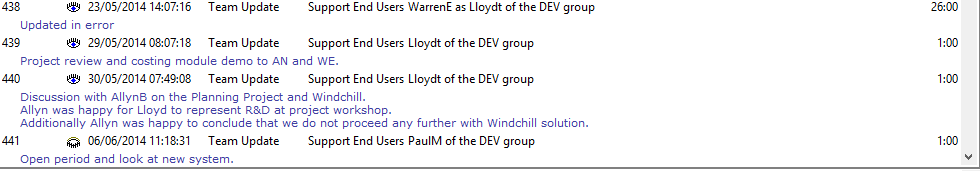 438 23/05/2014 14:07:16 Team Update Support End Users WarrenE as Lloydt of the DEV group 26:00
Updated in error
439 29/05/2014 08:07:18 Team Update Support End Users Lloydt of the DEV group 1:00
Project review and costing module demo to AN and WE.
440 30/05/2014 07:49:08 Team Update Support End Users Lloydt of the DEV group 1:00
Discussion with AllynB on the Planning Project and Windchill.
Allyn was happy for Lloyd to represent R&D at project workshop.
Additionally Allyn was happy to conclude that we do not proceed any further with Windchill solution.
441 06/06/2014 11:18:31 Team Update Support End Users PaulM of the DEV group 1:00
Open period and look at new system.